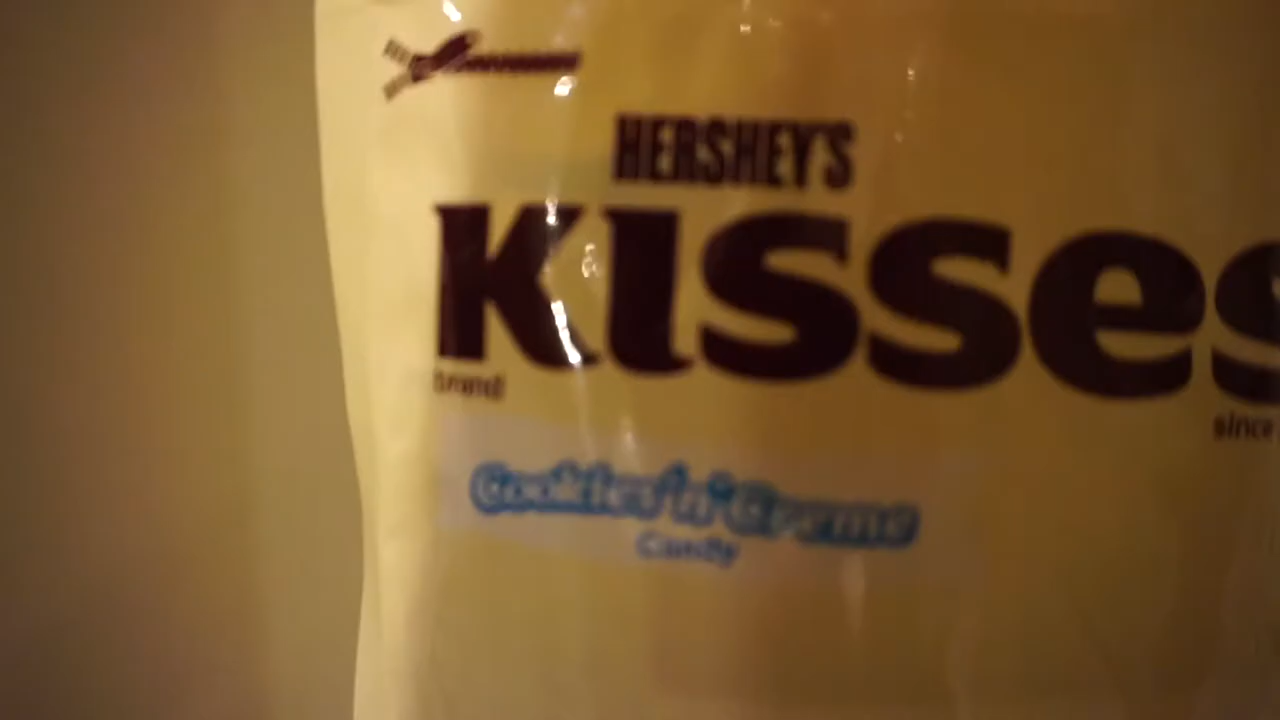 HERSHEY'S
KISSES
brand
since
Cookies 'n' Creme
Candy